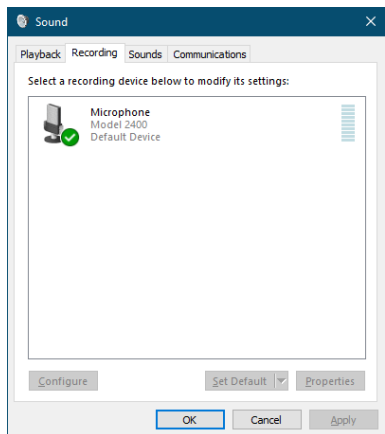 Sound
Playback Recording Sounds Communications
Select a recording device below to modify its settings:
Microphone
Model 2400
Default Device
Configure Set Default Properties
OK Cancel Apply